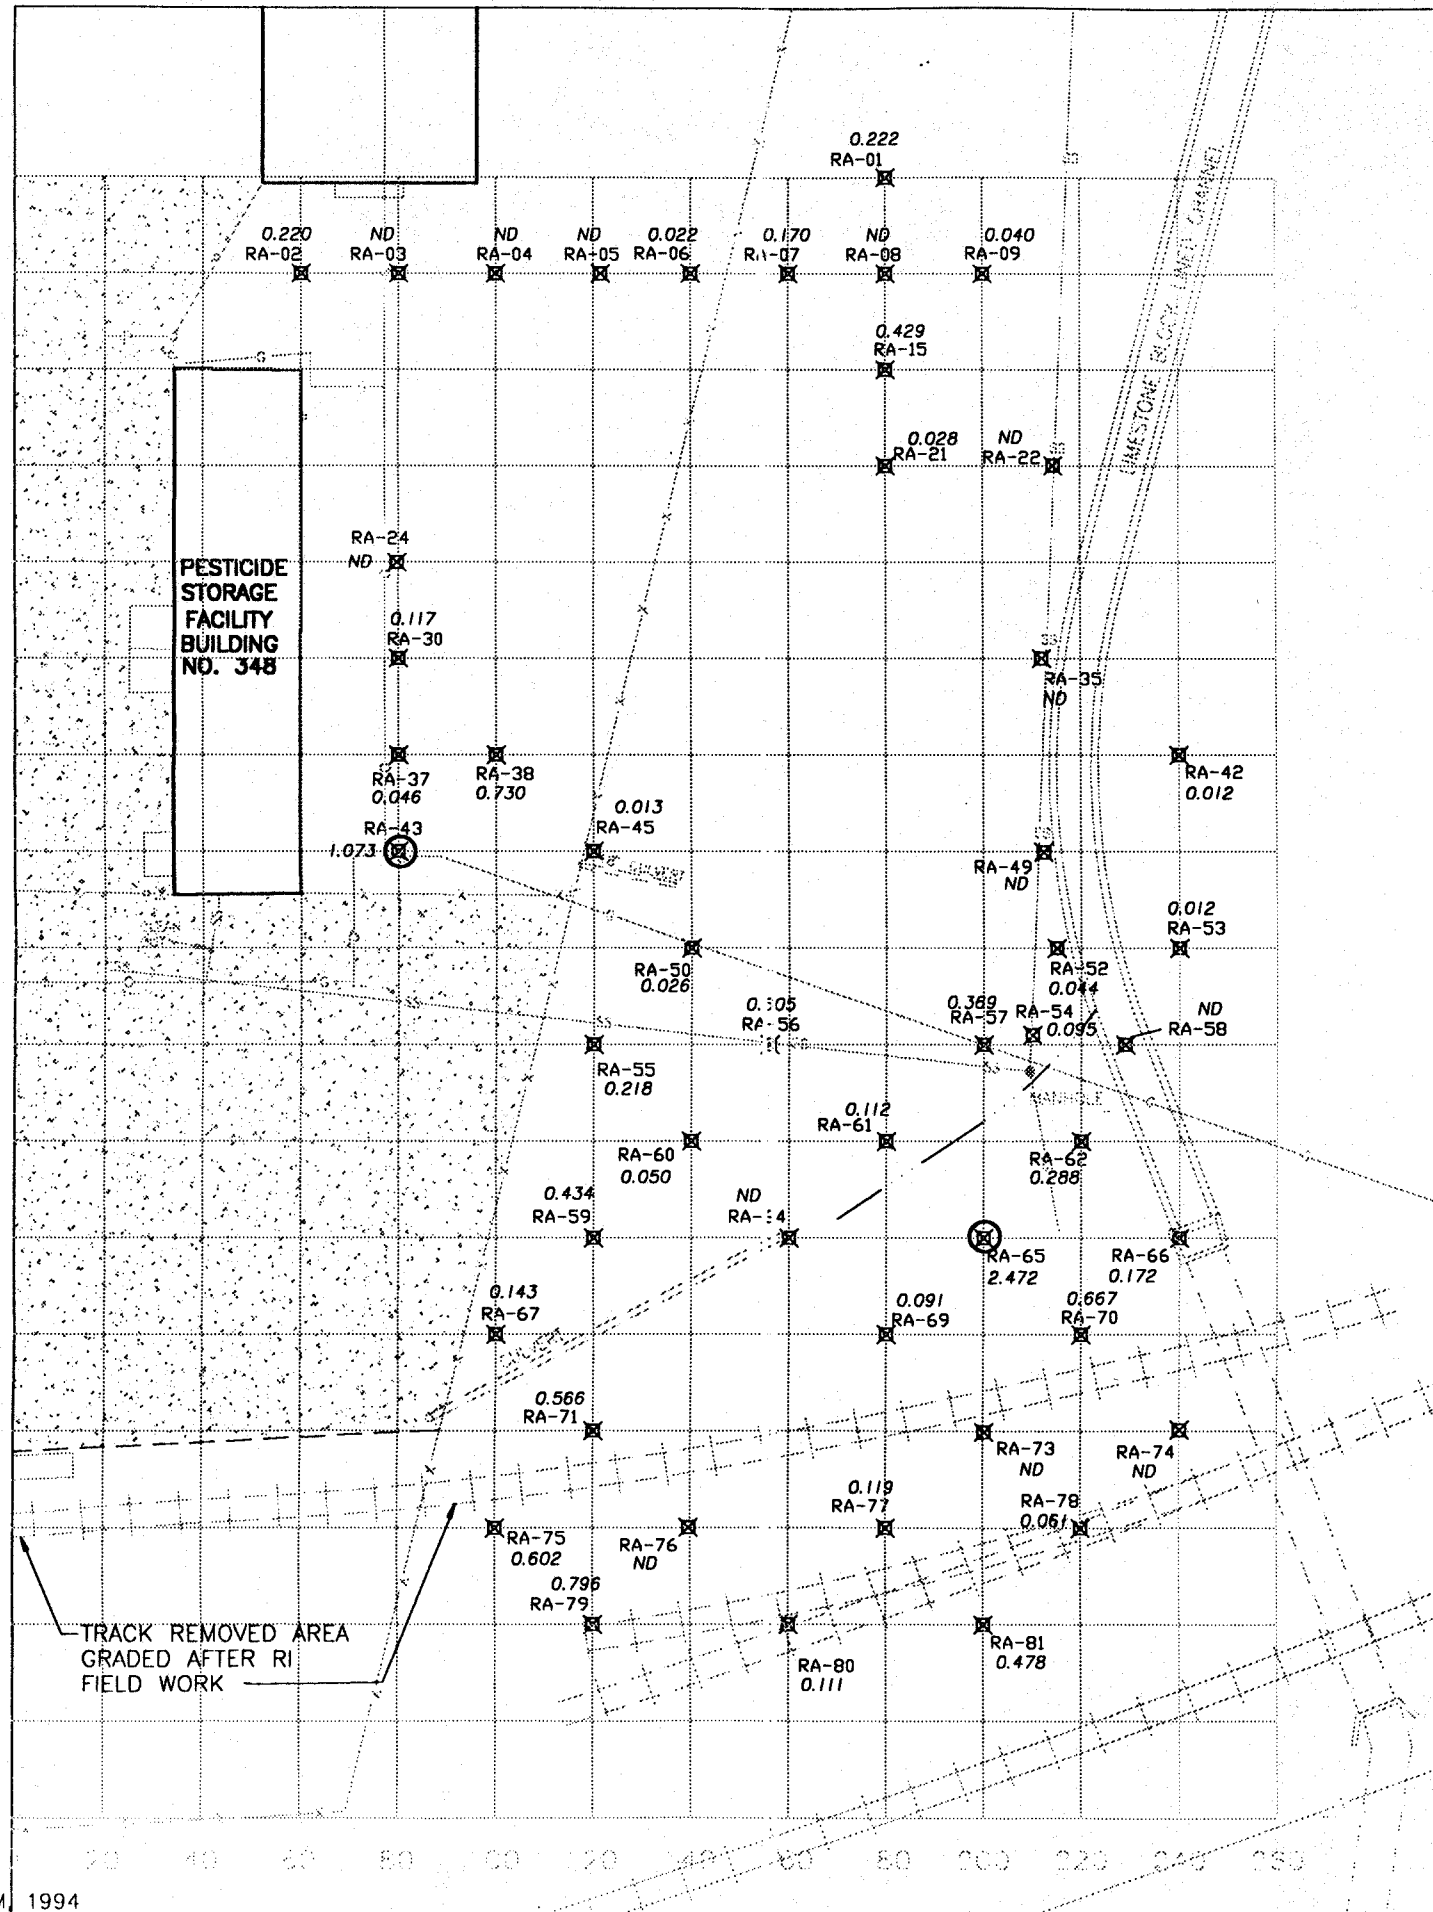 0.222
RA-01
0.220
RA-02
ND
RA-03
ND
RA-04
ND
RA-05
0.022
RA-06
0.170
RA-07
ND
RA-08
0.040
RA-09
LIMESTONE BLOCK LINED CHANNEL
0.429
RA-15
0.028
RA-21
ND
RA-22
RA-24
ND
PESTICIDE
STORAGE
FACILITY
BUILDING
NO. 348
0.117
RA-30
RA-35
ND
RA-37
0.046
RA-38
0.730
RA-42
0.012
RA-43
1.073
0.013
RA-45
RA-49
ND
0.012
RA-53
RA-50
0.026
RA-52
0.044
RA-56
0.369
RA-57
RA-54
0.095
ND
RA-58
RA-55
0.218
MANHOLE
0.112
RA-61
RA-60
0.050
RA-62
0.288
0.434
RA-59
ND
RA-65
2.472
RA-66
0.172
0.143
RA-67
0.091
RA-69
0.667
RA-70
0.566
RA-71
RA-73
ND
RA-74
ND
0.119
RA-77
RA-78
0.061
RA-75
0.602
RA-76
ND
0.796
RA-79
TRACK REMOVED AREA
GRADED AFTER RI
FIELD WORK
RA-80
0.111
RA-81
0.478
20 40 60 80 00 20 40 60 80 200 220 240 260
1994